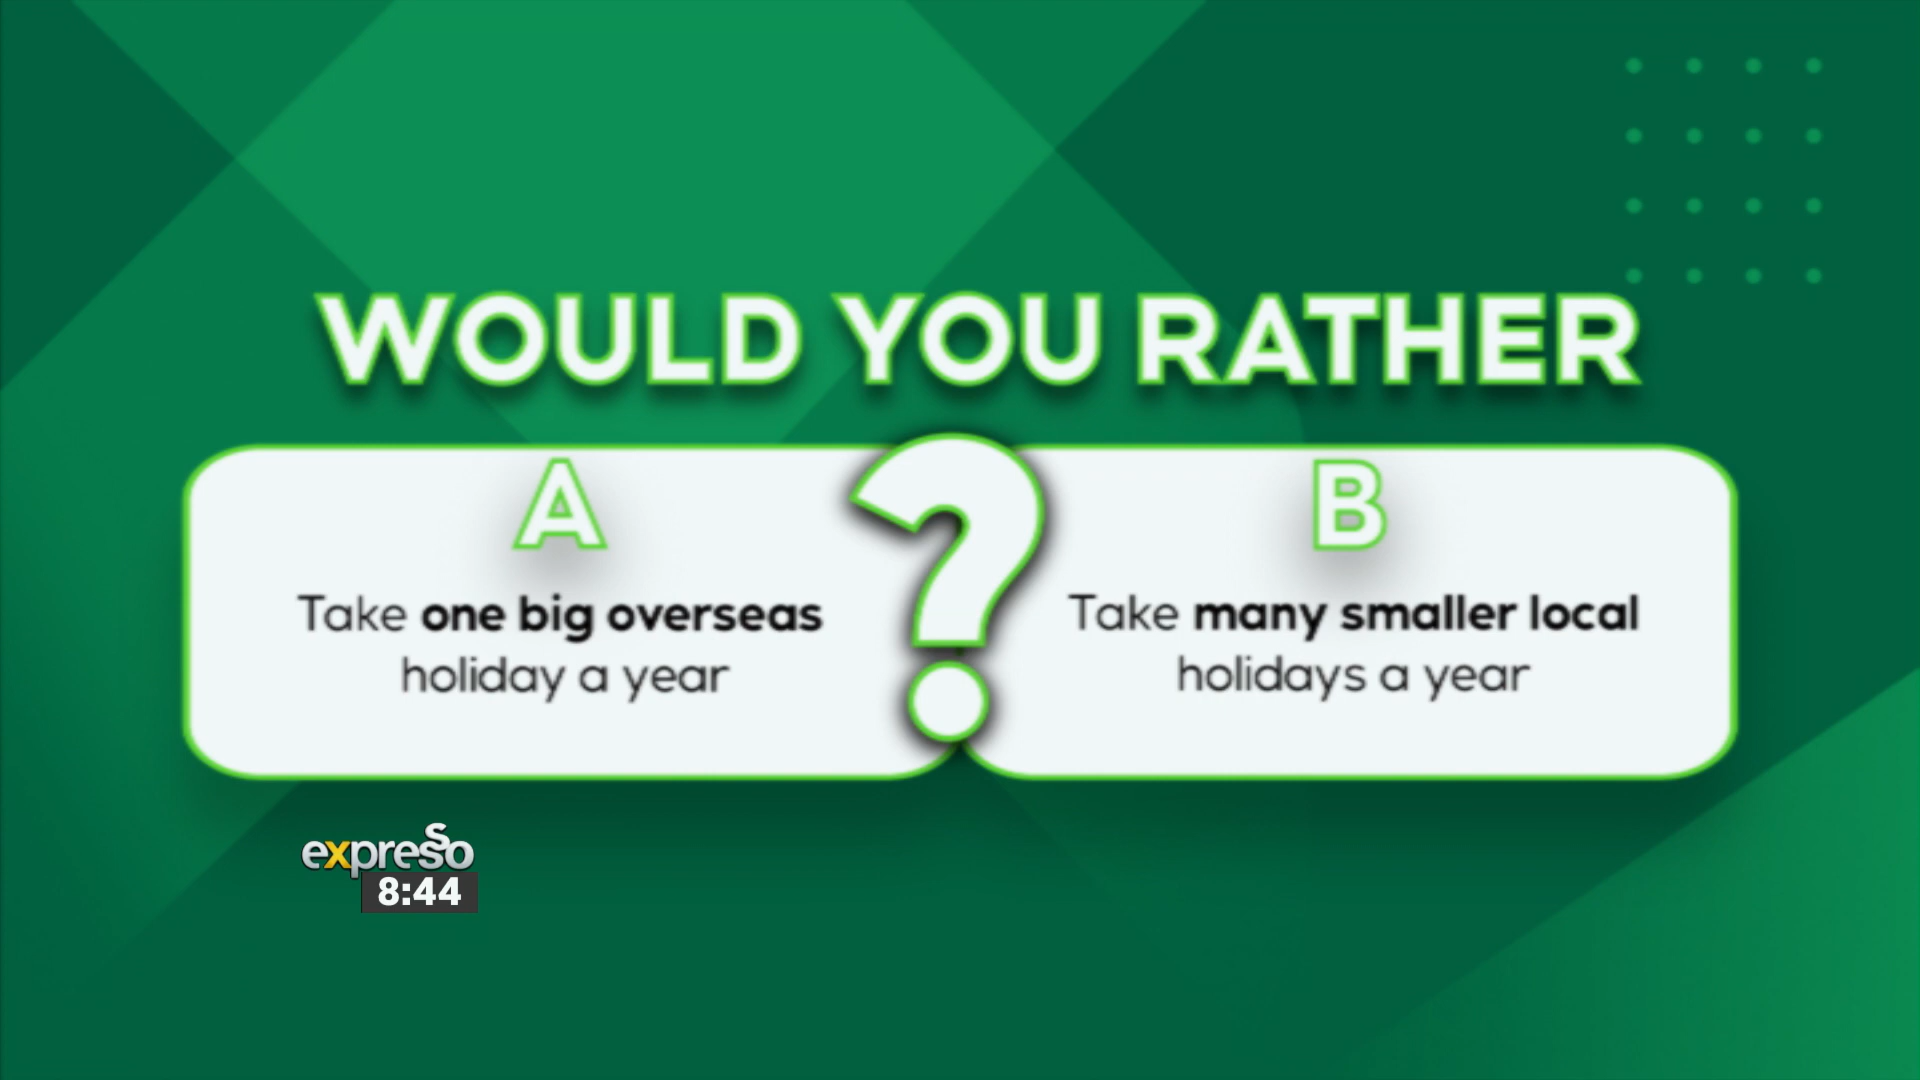 WOULD YOU RATHER
A
Take one big overseas
holiday a year
?
B
Take many smaller local
holidays a year
expresso
8:44